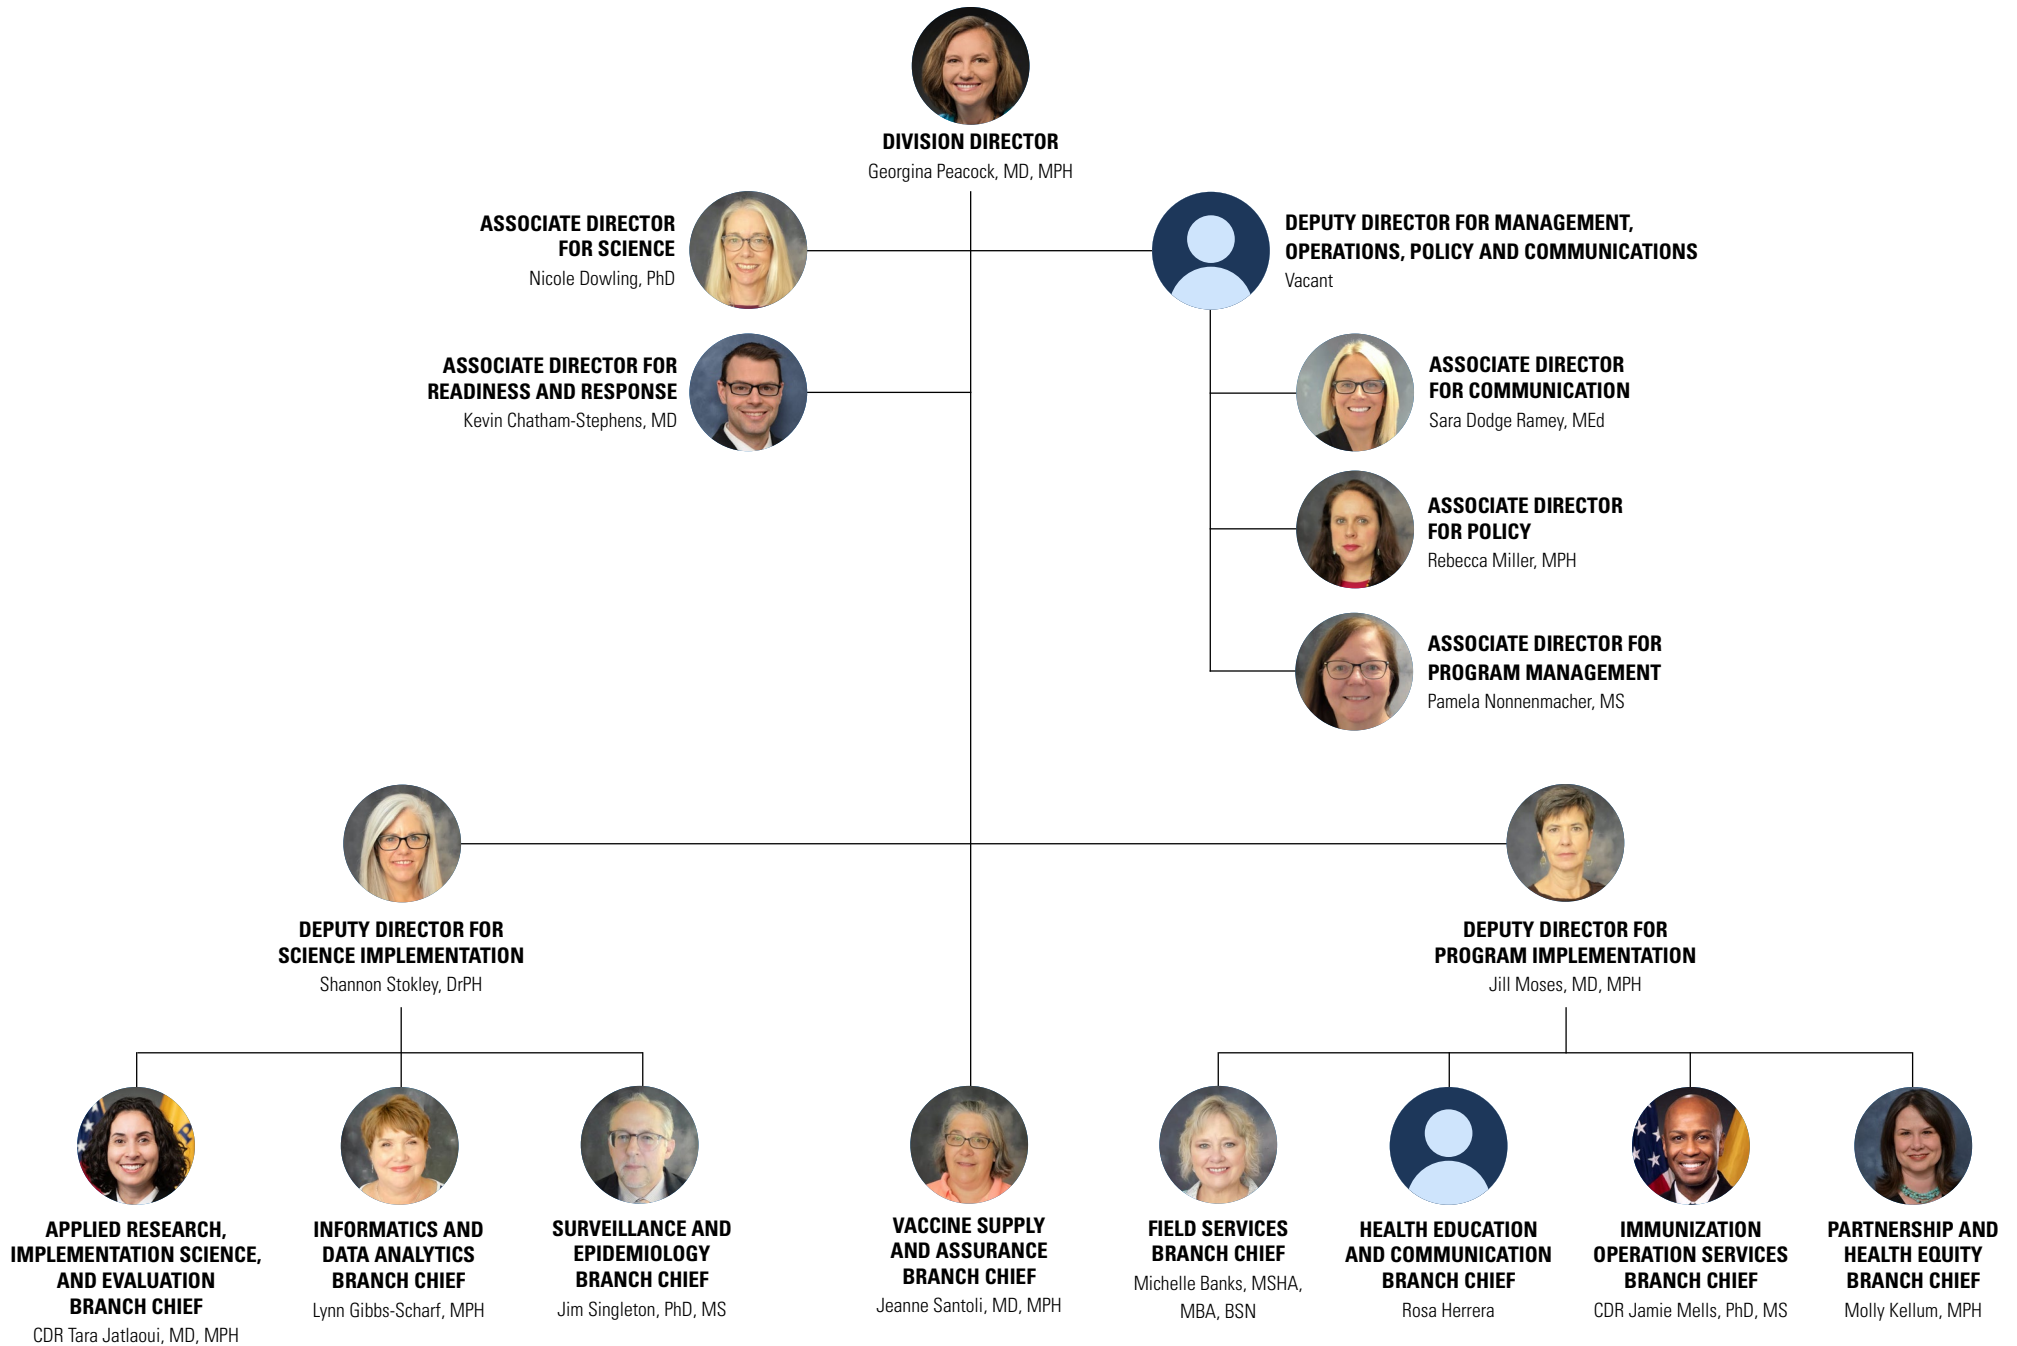 DIVISION DIRECTOR
Georgina Peacock, MD, MPH
ASSOCIATE DIRECTOR
FOR SCIENCE
Nicole Dowling, PhD
DEPUTY DIRECTOR FOR MANAGEMENT,
OPERATIONS, POLICY AND COMMUNICATIONS
Vacant
ASSOCIATE DIRECTOR FOR
READINESS AND RESPONSE
Kevin Chatham-Stephens, MD
ASSOCIATE DIRECTOR
FOR COMMUNICATION
Sara Dodge Ramey, MEd
ASSOCIATE DIRECTOR
FOR POLICY
Rebecca Miller, MPH
ASSOCIATE DIRECTOR FOR
PROGRAM MANAGEMENT
Pamela Nonnenmacher, MS
DEPUTY DIRECTOR FOR
SCIENCE IMPLEMENTATION
Shannon Stokley, DrPH
DEPUTY DIRECTOR FOR
PROGRAM IMPLEMENTATION
Jill Moses, MD, MPH
APPLIED RESEARCH,
IMPLEMENTATION SCIENCE,
AND EVALUATION
BRANCH CHIEF
CDR Tara Jatlaoui, MD, MPH
INFORMATICS AND
DATA ANALYTICS
BRANCH CHIEF
Lynn Gibbs-Scharf, MPH
SURVEILLANCE AND
EPIDEMIOLOGY
BRANCH CHIEF
Jim Singleton, PhD, MS
VACCINE SUPPLY
AND ASSURANCE
BRANCH CHIEF
Jeanne Santoli, MD, MPH
FIELD SERVICES
BRANCH CHIEF
Michelle Banks, MSHA,
MBA, BSN
HEALTH EDUCATION
AND COMMUNICATION
BRANCH CHIEF
Rosa Herrera
IMMUNIZATION
OPERATION SERVICES
BRANCH CHIEF
CDR Jamie Mells, PhD, MS
PARTNERSHIP AND
HEALTH EQUITY
BRANCH CHIEF
Molly Kellum, MPH